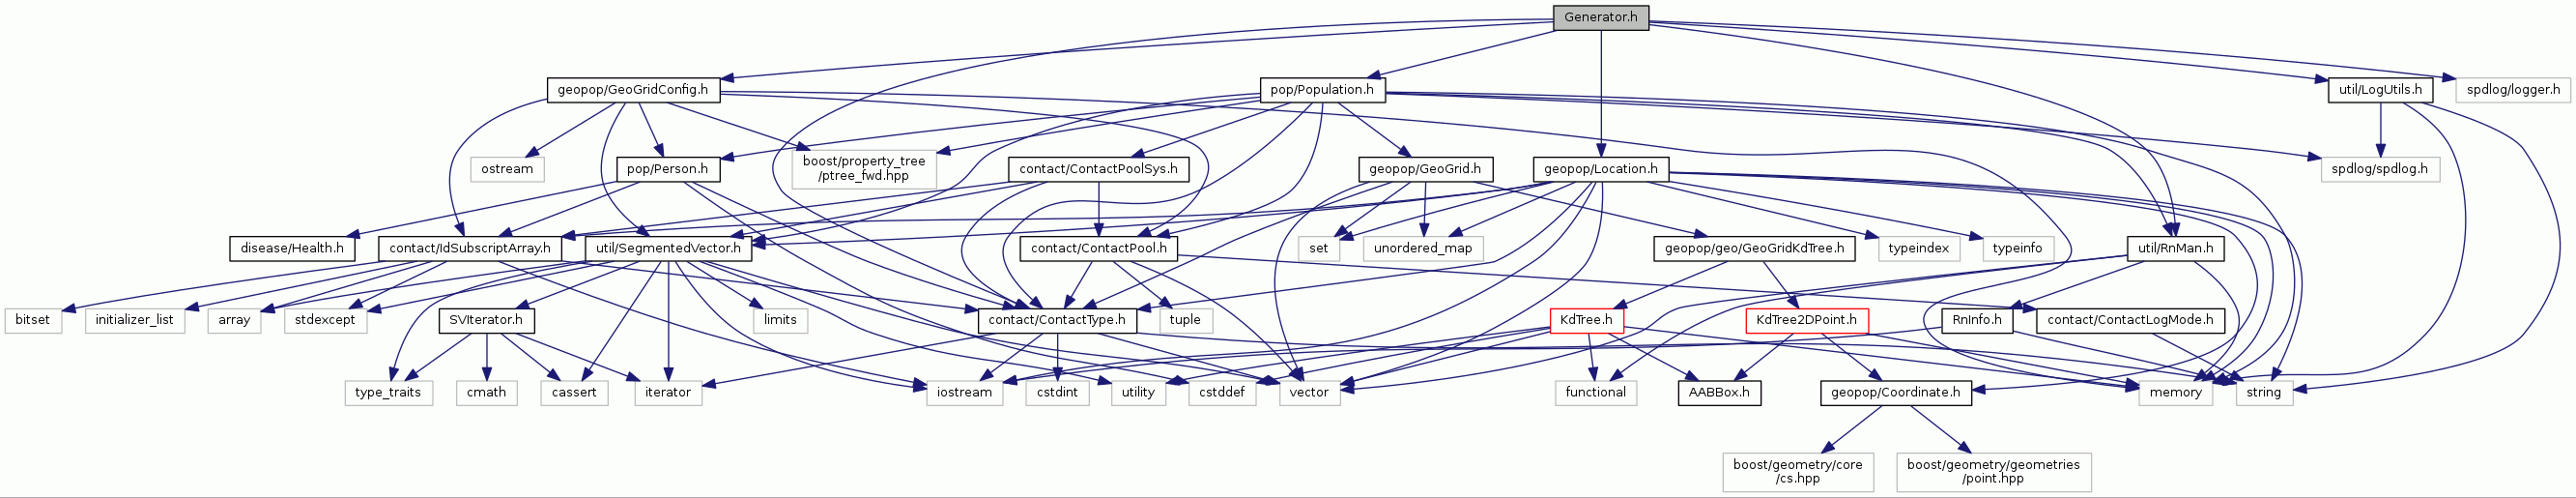 Generator.h
geopop/GeoGridConfig.h
pop/Population.h
util/LogUtils.h
spdlog/logger.h
ostream
pop/Person.h
boost/property_tree
/ptree_fwd.hpp
contact/ContactPoolSys.h
geopop/GeoGrid.h
geopop/Location.h
spdlog/spdlog.h
disease/Health.h
contact/IdSubscriptArray.h
util/SegmentedVector.h
contact/ContactPool.h
set
unordered_map
geopop/geo/GeoGridKdTree.h
typeindex
typeinfo
util/RnMan.h
bitset
initializer_list
array
stdexcept
SVIterator.h
limits
contact/ContactType.h
tuple
KdTree.h
KdTree2DPoint.h
RnInfo.h
contact/ContactLogMode.h
type_traits
cmath
cassert
iterator
iostream
cstdint
utility
cstddef
vector
functional
AABBox.h
geopop/Coordinate.h
memory
string
boost/geometry/core
/cs.hpp
boost/geometry/geometries
/point.hpp